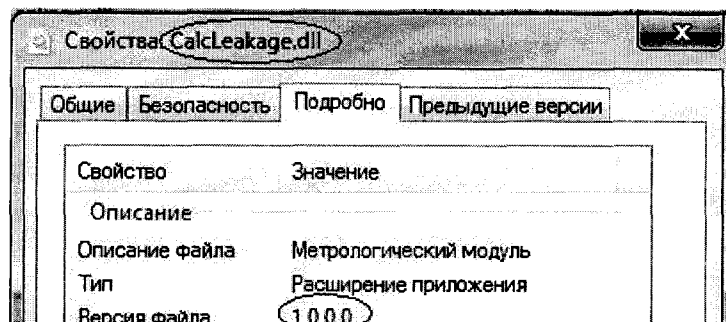 Свойства: CalcLeakage.dll
Общие Безопасность Подробно Предыдущие версии
Свойство Значение
Описание
Описание файла Метрологический модуль
Тип Расширение приложения
Версия файла 1.0.0.0